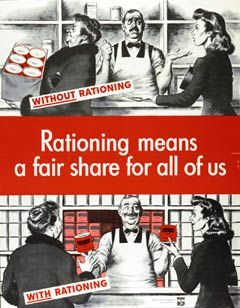 WITHOUT RATIONING
Rationing means
a fair share for all of us
WITH RATIONING